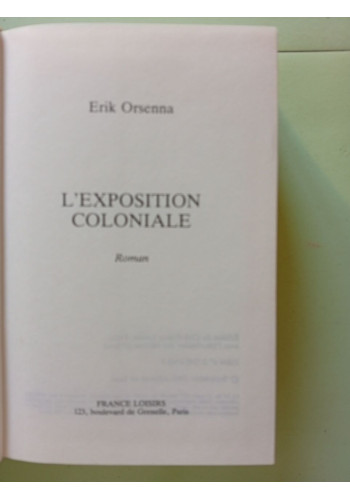 Erik Orsenna
L'EXPOSITION
COLONIALE
Roman
FRANCE LOISIRS
123, boulevard de Grenelle, Paris